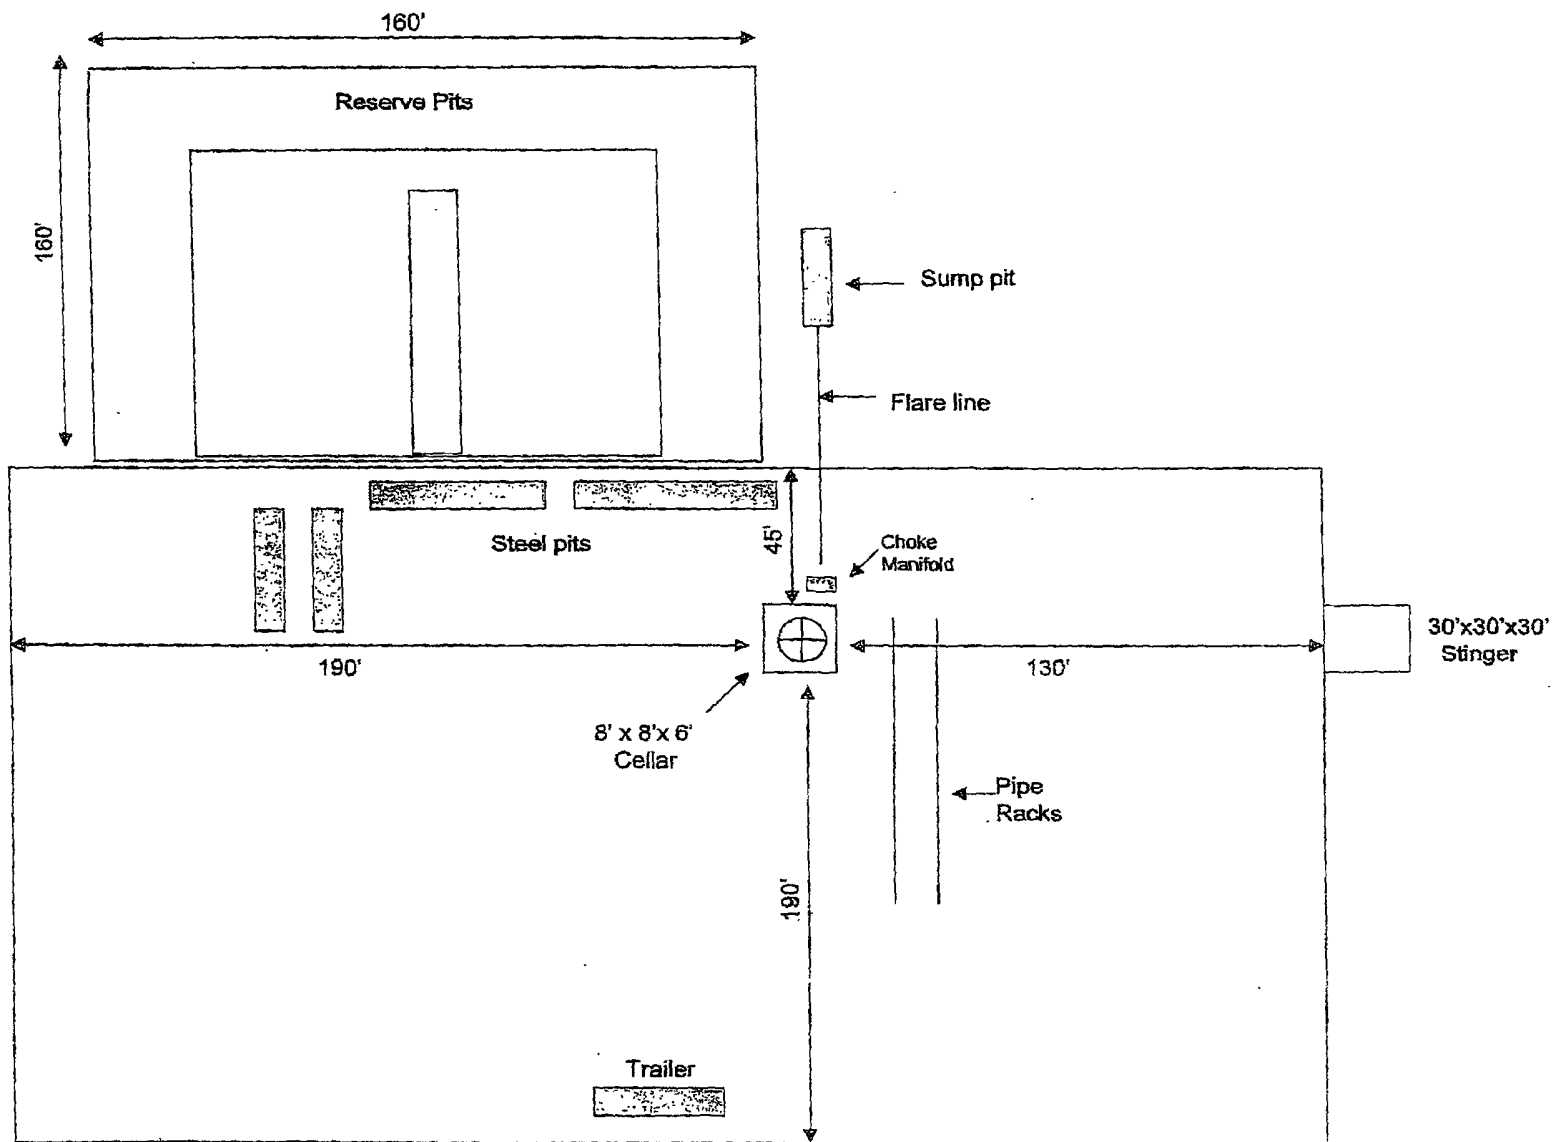 160'
Reserve Pits
160'
Sump pit
Flare line
Steel pits
45'
Choke
Manifold
190'
130'
30'x30'x30'
Stinger
8' x 8'x 6'
Cellar
Pipe
Racks
190'
Trailer